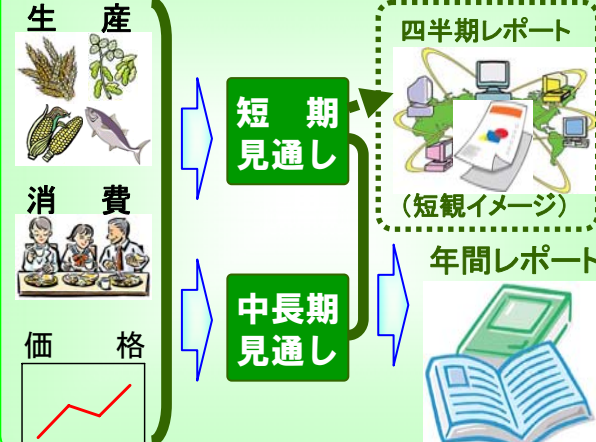 生　産
消　費
価　格
短　期
見通し
中長期
見通し
四半期レポート
（短観イメージ）
年間レポート